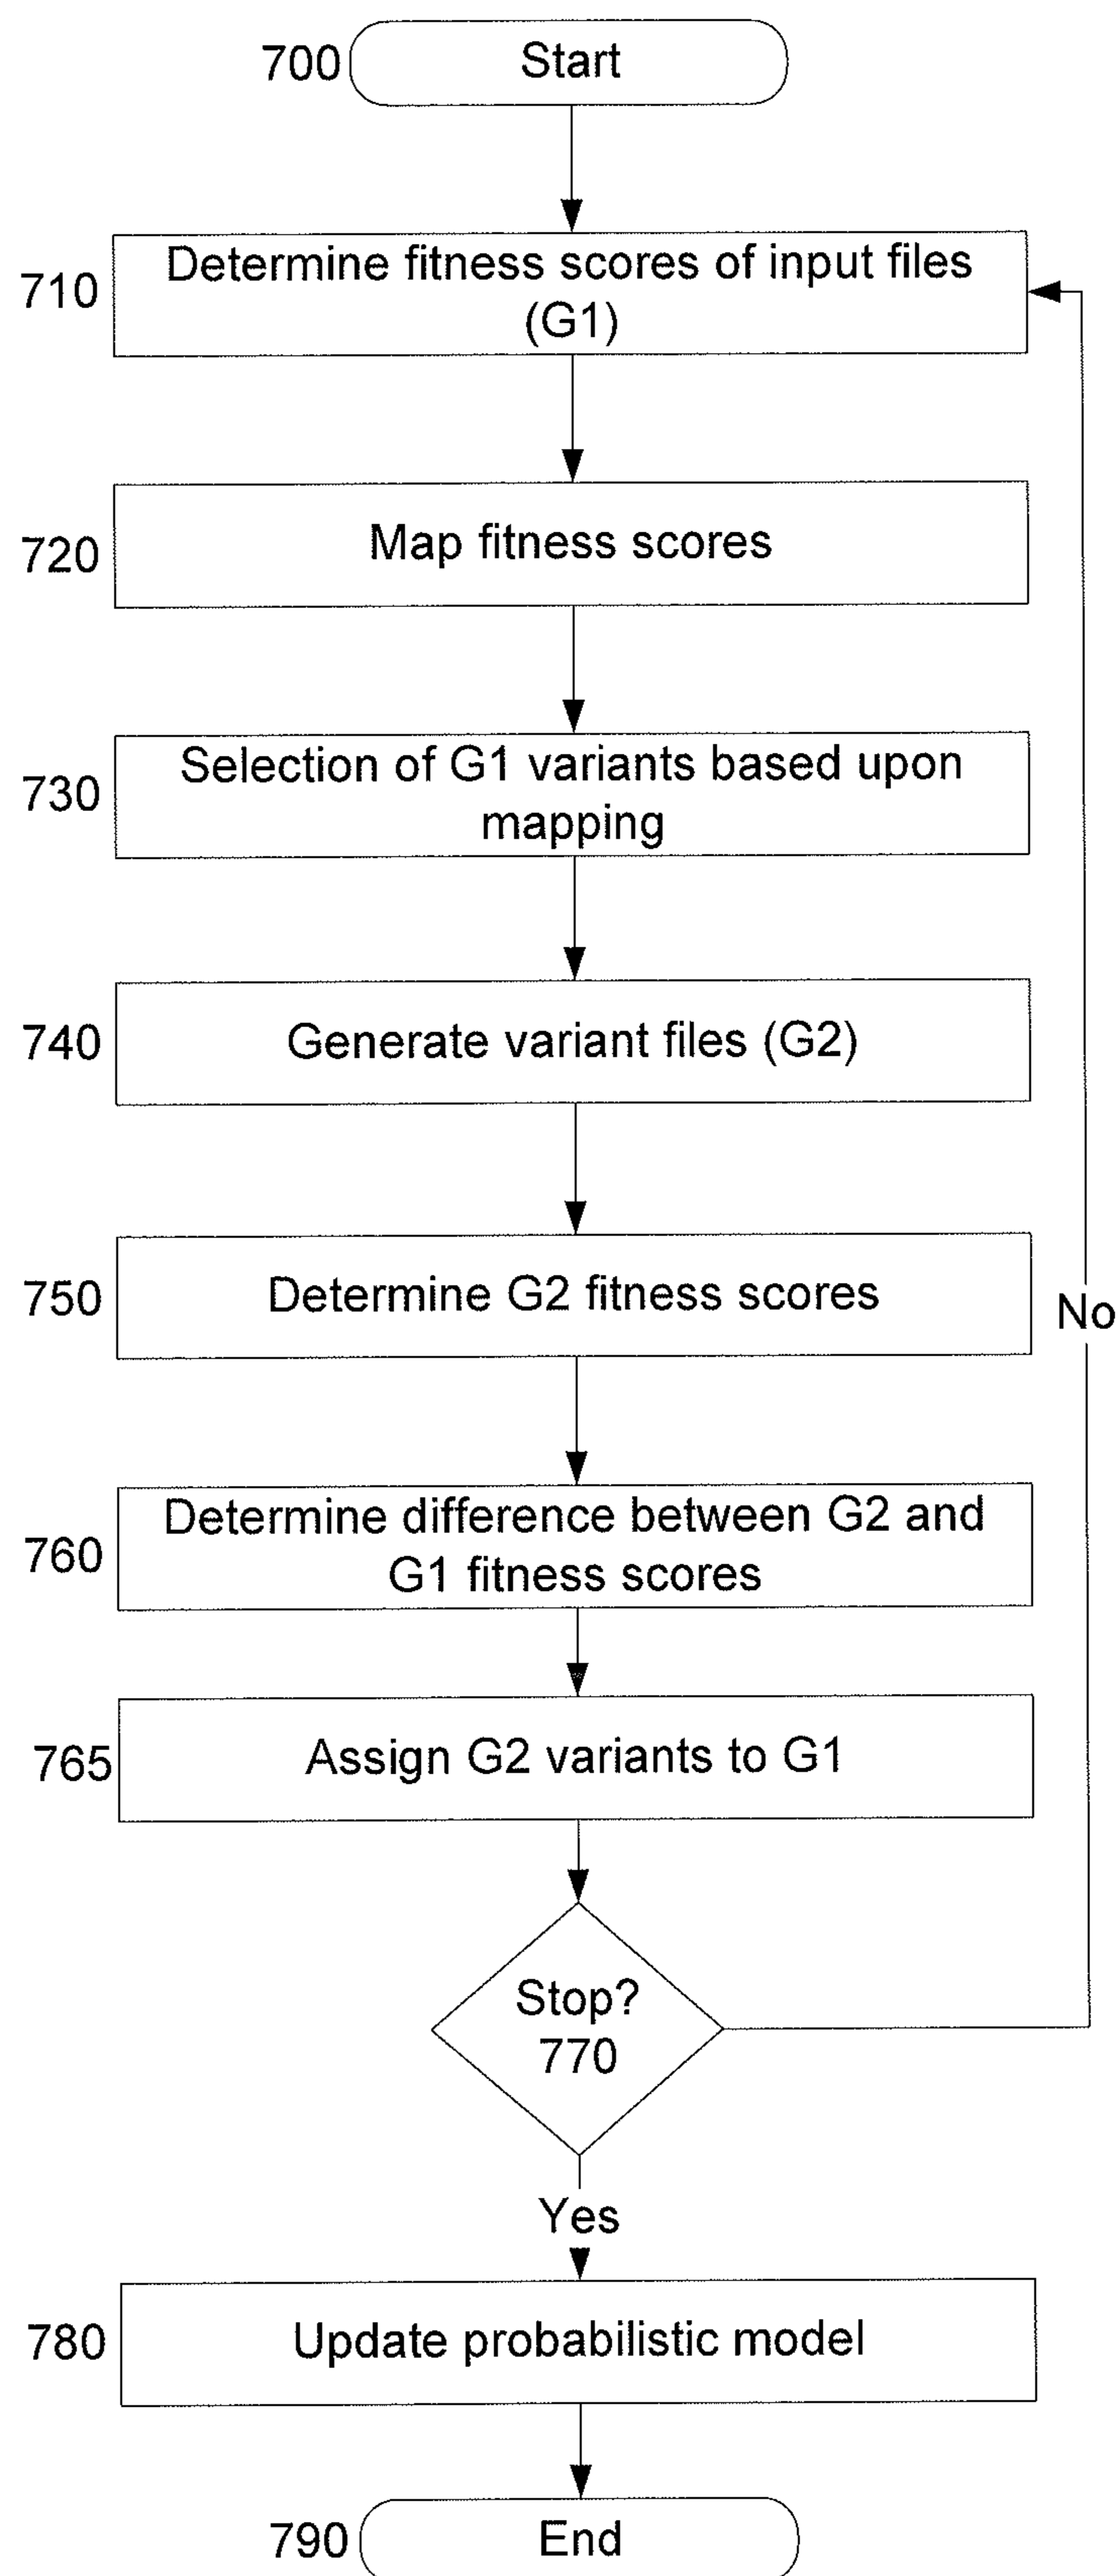 700
Start
710
Determine fitness scores of input files
(G1)
720
Map fitness scores
730
Selection of G1 variants based upon
mapping
740
Generate variant files (G2)
750
Determine G2 fitness scores
No
760
Determine difference between G2 and
G1 fitness scores
765
Assign G2 variants to G1
Stop?
770
Yes
780
Update probabilistic model
790
End